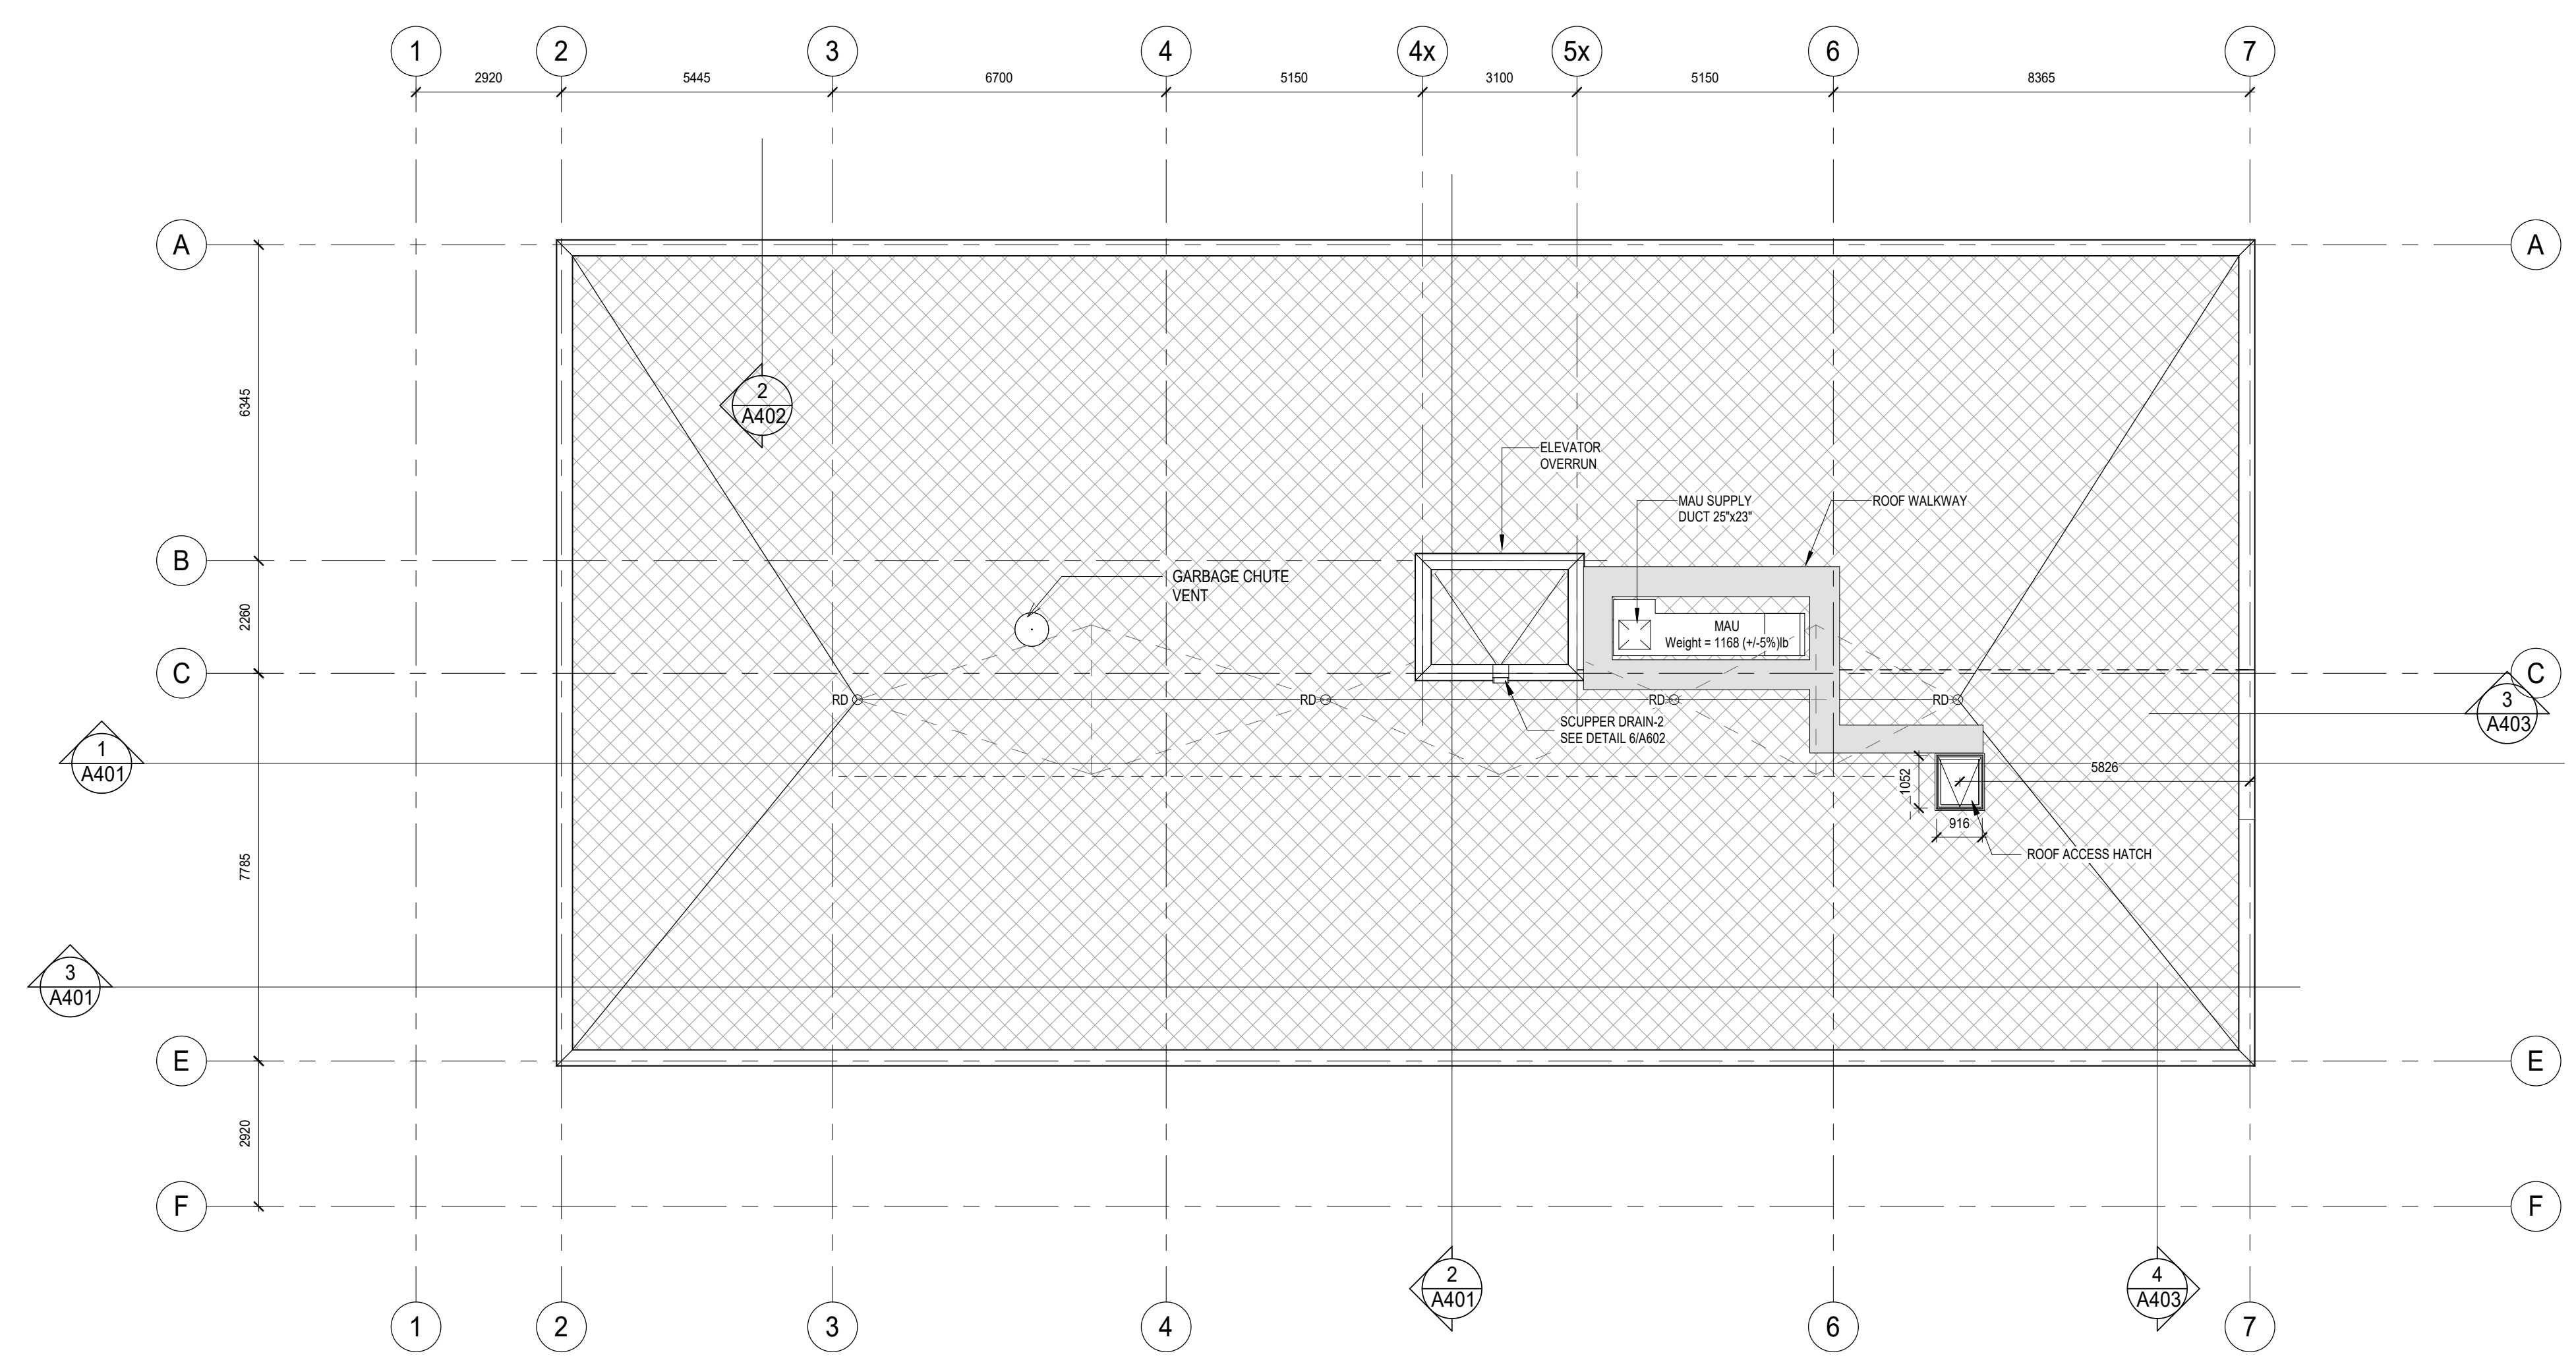 1
2
3
4
4x
5x
6
7
2920
5445
6700
5150
3100
5150
8365
A
A
6345
2
A402
ELEVATOR
OVERRUN
MAU SUPPLY
DUCT 25"x23"
ROOF WALKWAY
B
GARBAGE CHUTE
VENT
2260
MAU
Weight = 1168 (+/-5%)lb
C
C
RD
RD
RD
RD
3
A403
SCUPPER DRAIN-2
SEE DETAIL 6/A602
1
A401
5826
1052
916
ROOF ACCESS HATCH
7785
3
A401
E
E
2920
F
F
2
A401
4
A403
1
2
3
4
6
7